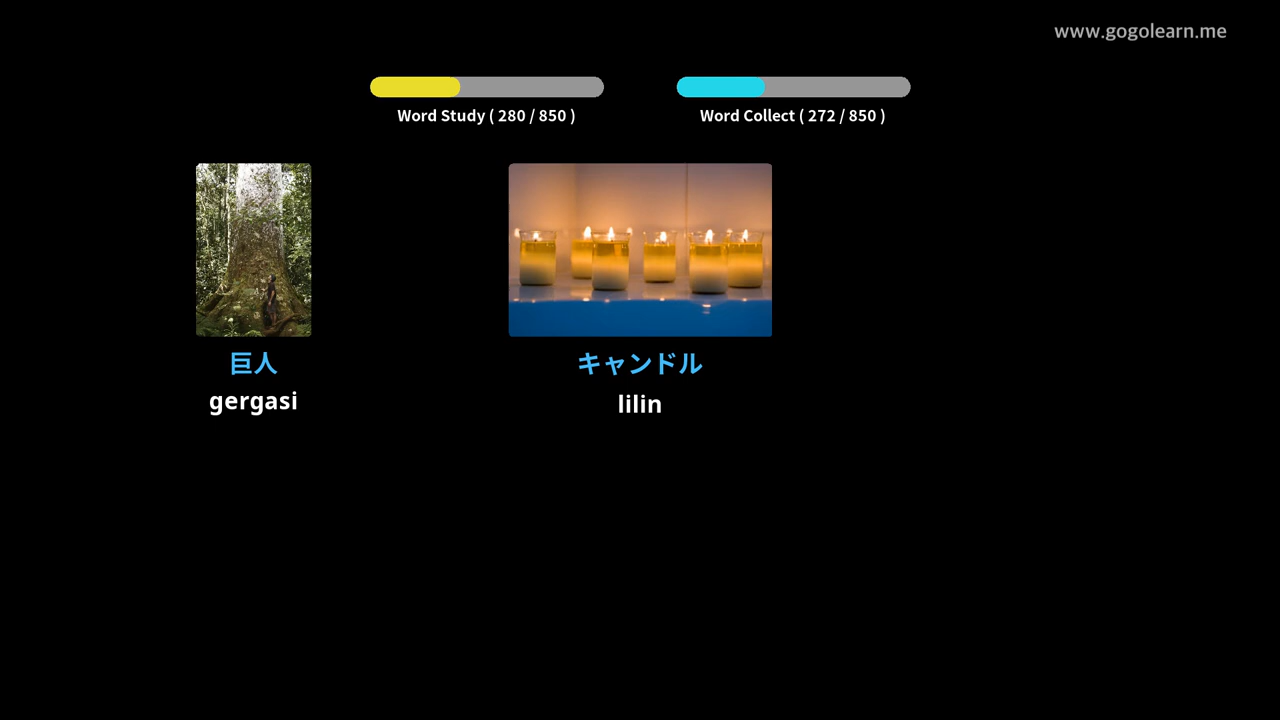 www.gogolearn.me
Word Study ( 280 / 850 )
Word Collect ( 272 / 850 )
巨人
gergasi
キャンドル
lilin